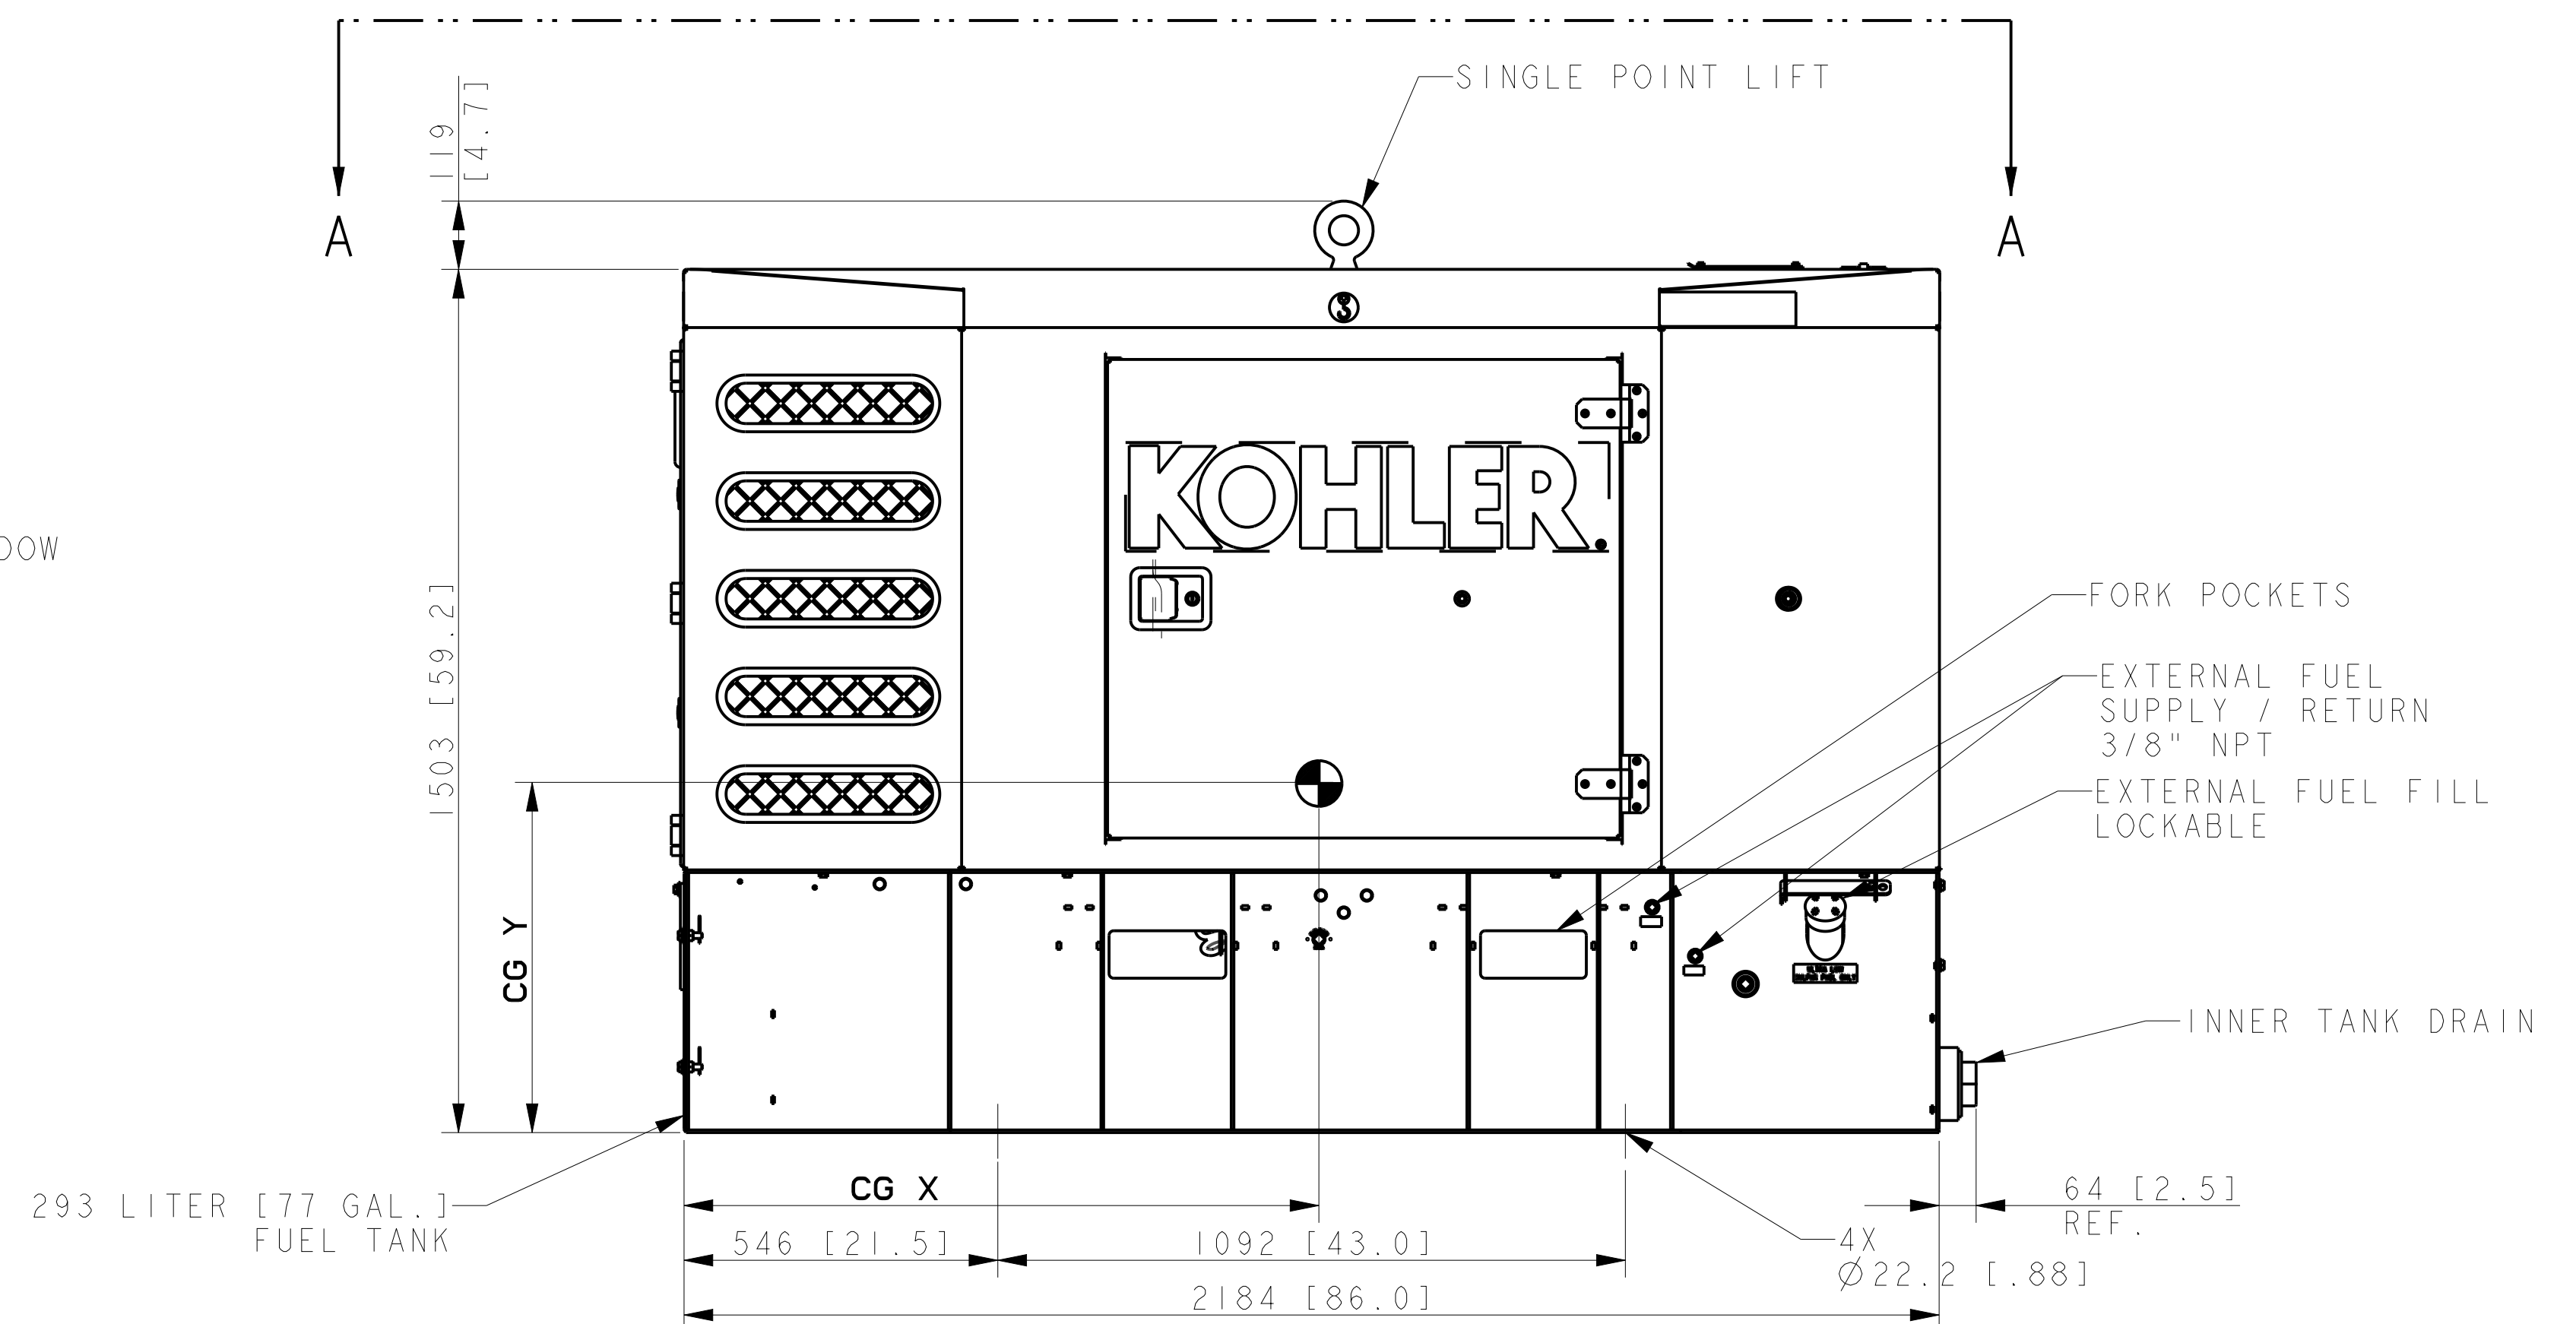 SINGLE POINT LIFT
119
[4.7]
A
A
KOHLER.
OOW
1503 [59.2]
FORK POCKETS
EXTERNAL FUEL
SUPPLY / RETURN
3/8" NPT
EXTERNAL FUEL FILL
LOCKABLE
CG Y
INNER TANK DRAIN
293 LITER [77 GAL.]
FUEL TANK
CG X
64 [2.5]
REF.
546 [21.5]
1092 [43.0]
4X
Ø22.2 [.88]
2184 [86.0]